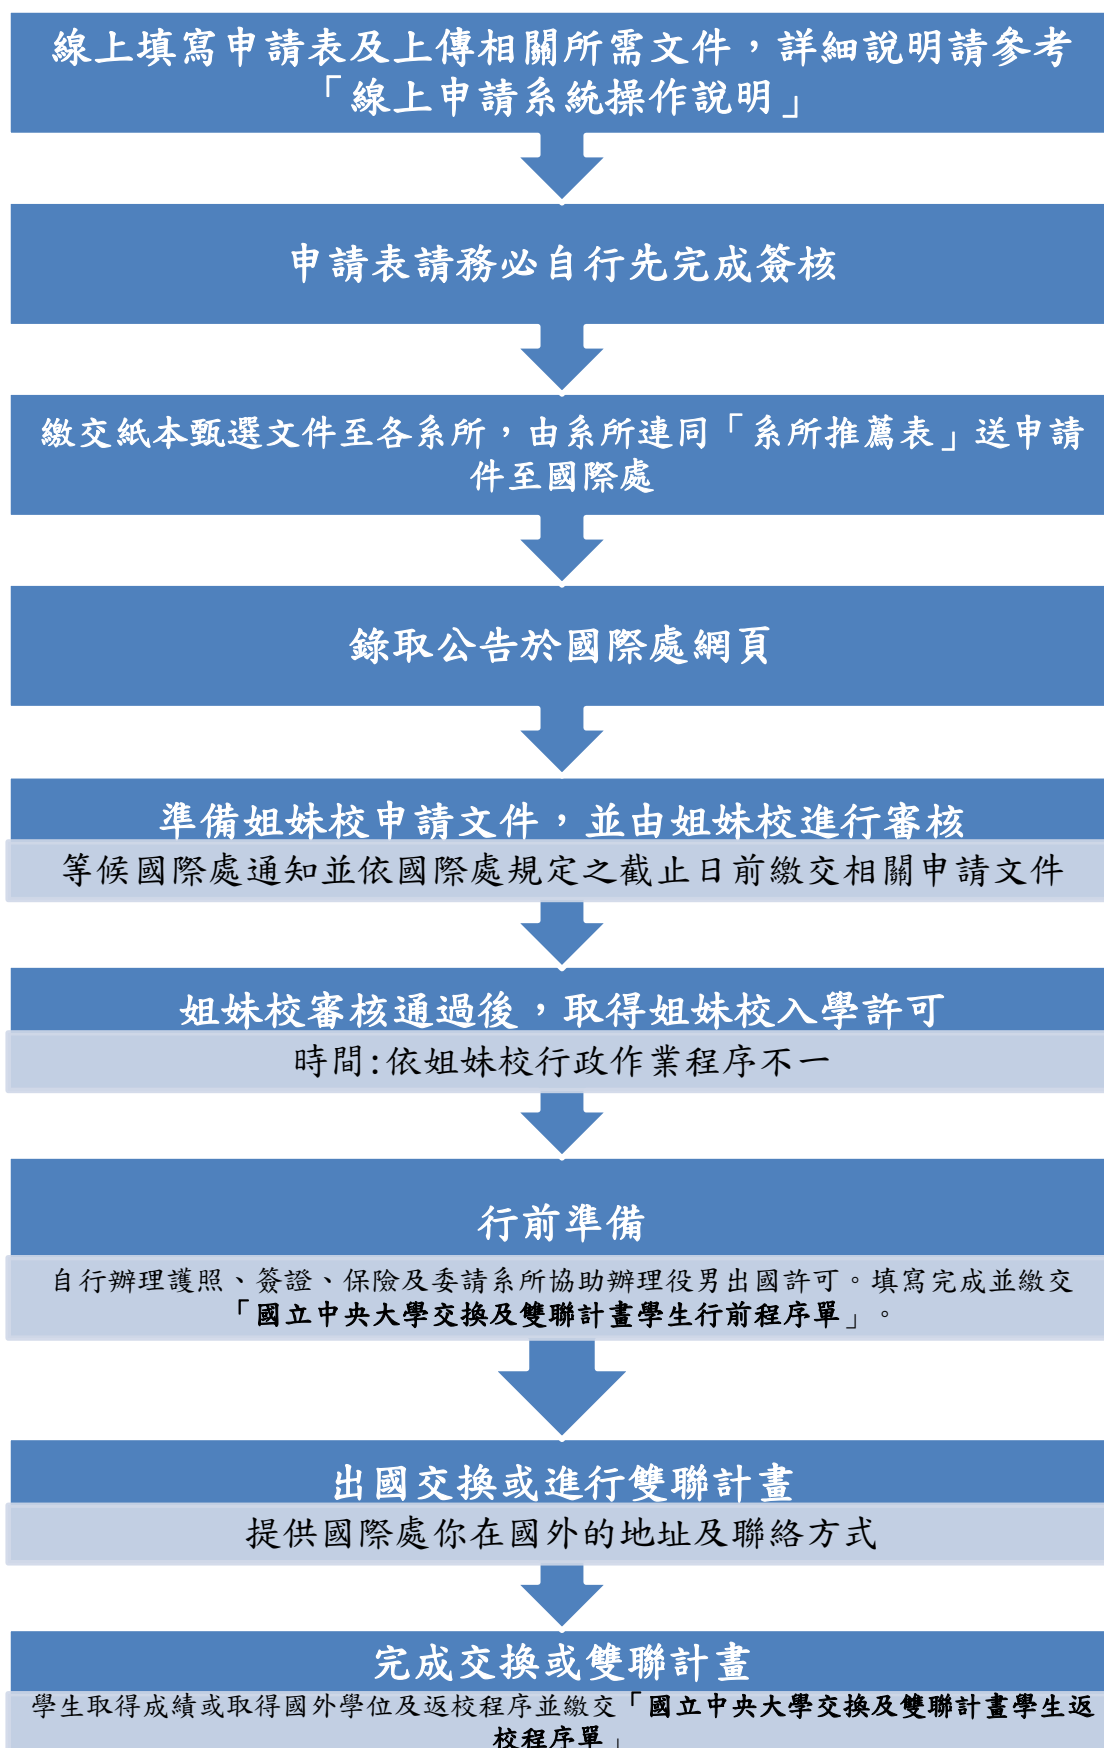 線上填寫申請表及上傳相關所需文件，詳細說明請參考
「線上申請系統操作說明」
申請表請務必自行先完成簽核
繳交紙本甄選文件至各系所，由系所連同「系所推薦表」送申請
件至國際處
錄取公告於國際處網頁
準備姐妹校申請文件，並由姐妹校進行審核
等候國際處通知並依國際處規定之截止日前繳交相關申請文件
姐妹校審核通過後，取得姐妹校入學許可
時間:依姐妹校行政作業程序不一
行前準備
自行辦理護照、簽證、保險及委請系所協助辦理役男出國許可。填寫完成並繳交
「國立中央大學交換及雙聯計畫學生行前程序單」。
出國交換或進行雙聯計畫
提供國際處你在國外的地址及聯絡方式
完成交換或雙聯計畫
學生取得成績或取得國外學位及返校程序並繳交「國立中央大學交換及雙聯計畫學生返
校程序單」